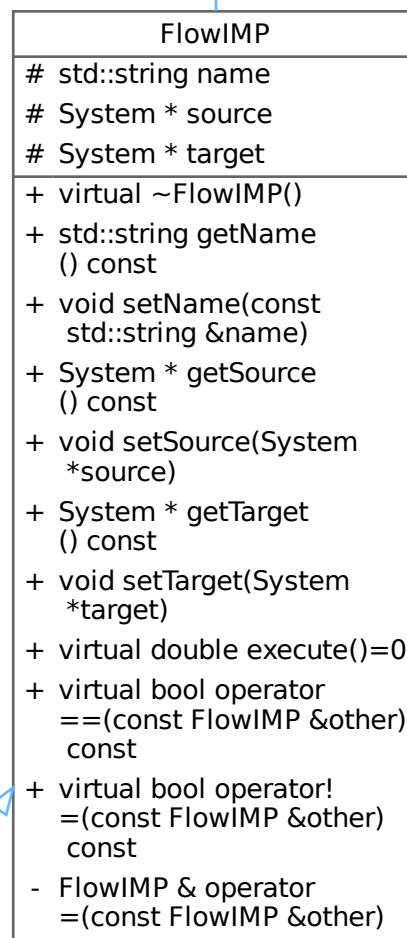 FlowIMP
# std::string name
# System * source
# System * target
+ virtual ~FlowIMP()
+ std::string getName
() const
+ void setName(const
std::string &name)
+ System * getSource
() const
+ void setSource(System
*source)
+ System * getTarget
() const
+ void setTarget(System
*target)
+ virtual double execute()=0
+ virtual bool operator
==(const FlowIMP &other)
const
+ virtual bool operator!
=(const FlowIMP &other)
const
- FlowIMP & operator
=(const FlowIMP &other)